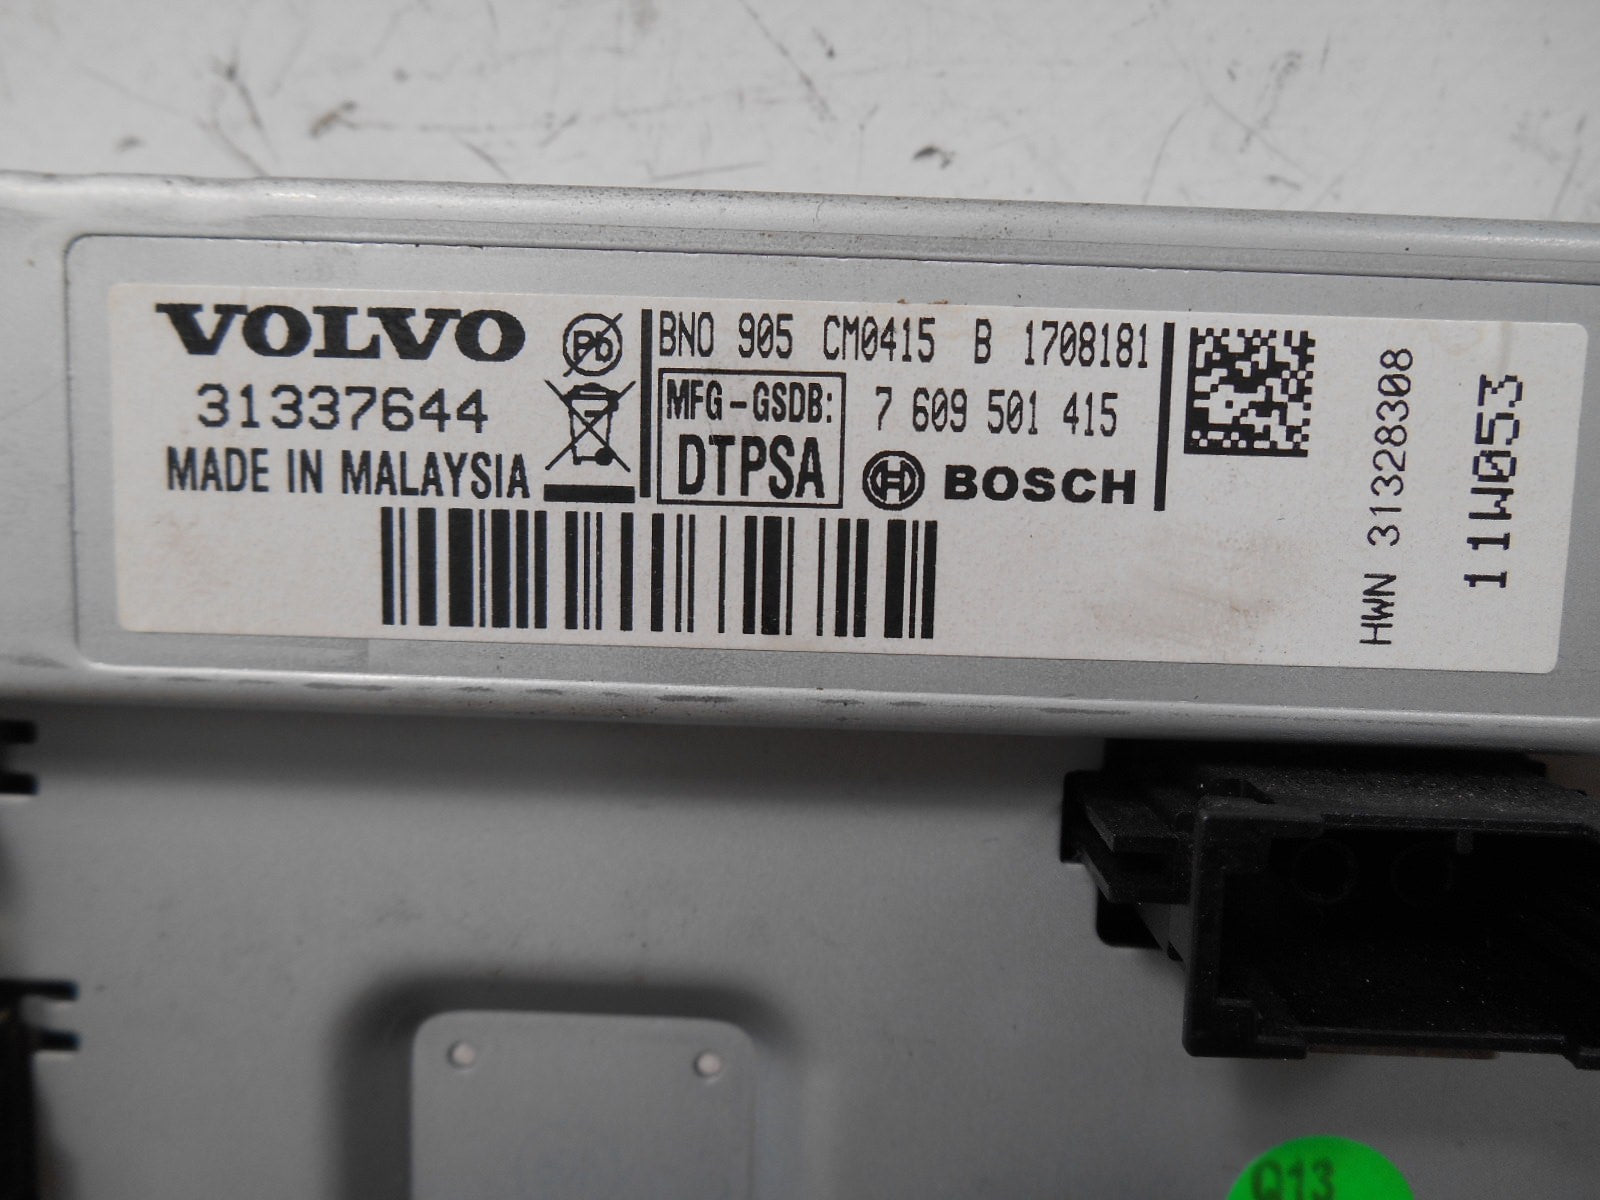 VOLVO
31337644
MADE IN MALAYSIA
Pb
BNO 905 CM0415 B 1708181
MFG-GSDB:
DTPSA
7 609 501 415
BOSCH
HWN 31328308
11W053
Q13